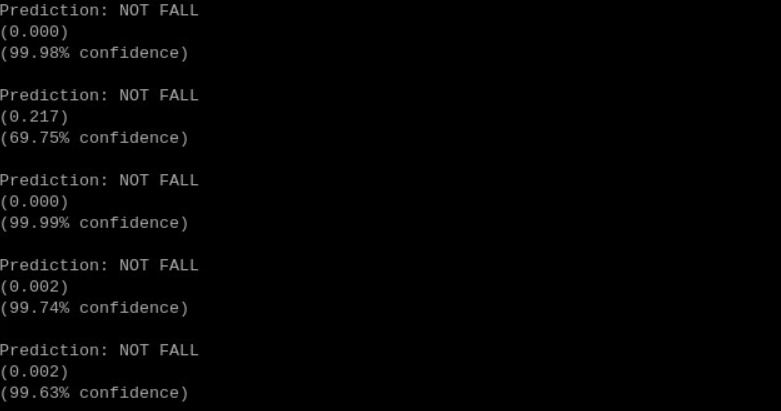 Prediction: NOT FALL
(0.000)
(99.98% confidence)
Prediction: NOT FALL
(0.217)
(69.75% confidence)
Prediction: NOT FALL
(0.000)
(99.99% confidence)
Prediction: NOT FALL
(0.002)
(99.74% confidence)
Prediction: NOT FALL
(0.002)
(99.63% confidence)